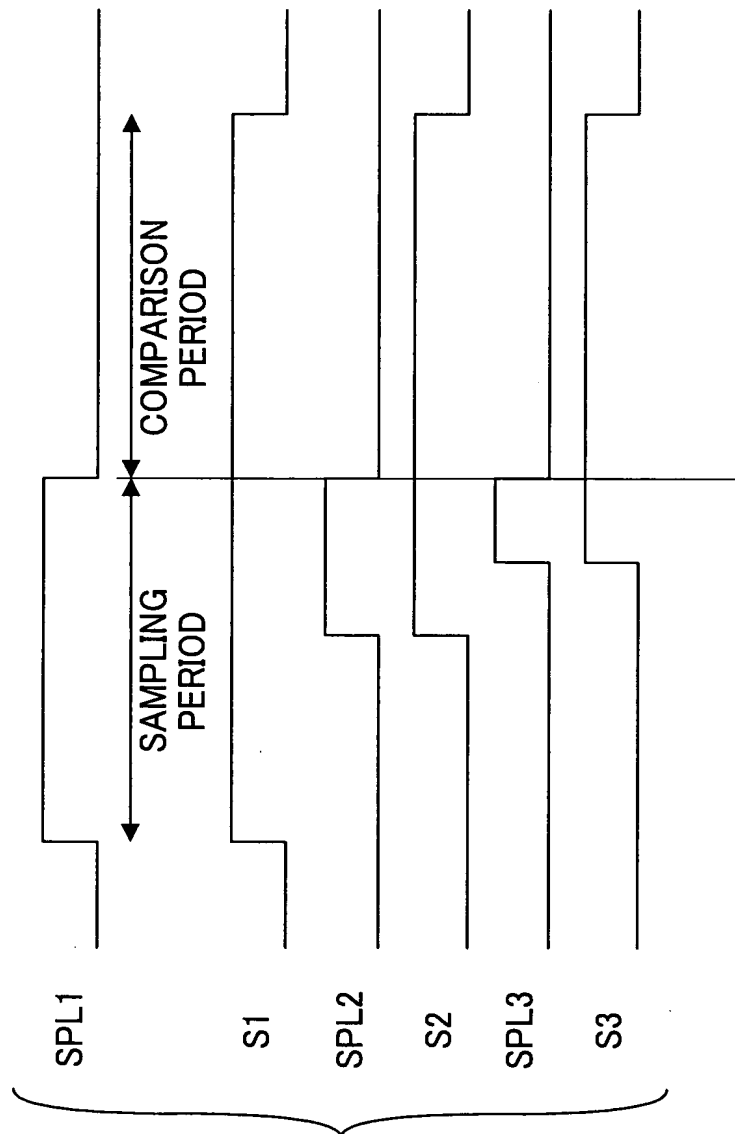 SPL1
SAMPLING
PERIOD
COMPARISON
PERIOD
S1
SPL2
S2
SPL3
S3